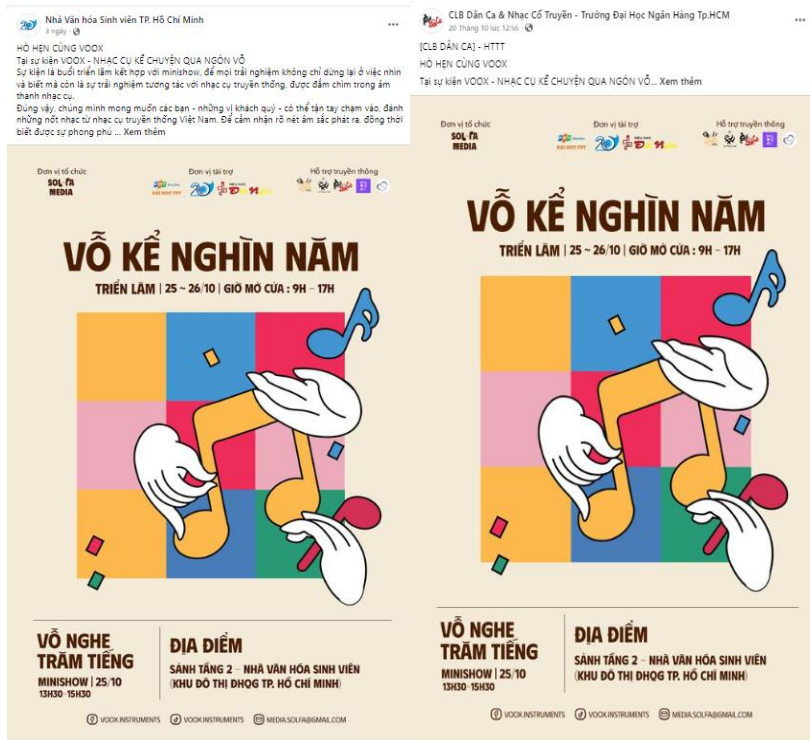 Nhà Văn hóa Sinh viên TP. Hồ Chí Minh
3 ngày
HÒ HẸN CÙNG VOOX
Tại sự kiện VOOX - NHẠC CỤ KỂ CHUYỆN QUA NGÓN VỖ
Sự kiện là buổi triển lãm kết hợp với minishow, để mọi trải nghiệm không chỉ dừng lại ở việc nhìn
và biết mà còn là sự trải nghiệm tương tác với nhạc cụ truyền thống, được đắm chìm trong âm
thanh nhạc cụ.
Đúng vậy, chúng mình mong muốn các bạn - những vị khách quý - có thể tận tay chạm vào, đánh
những nốt nhạc từ nhạc cụ truyền thống Việt Nam. Để cảm nhận rõ nét âm sắc phát ra, đồng thời
biết được sự phong phú ... Xem thêm
Đơn vị tổ chức
SOL FA
MEDIA
Đơn vị tài trợ
Hỗ trợ truyền thông
VỖ KỂ NGHÌN NĂM
TRIỂN LÃM | 25 ~ 26/10 | GIỜ MỞ CỬA : 9H - 17H
VỖ NGHE
TRĂM TIẾNG
MINISHOW | 25/10
13H30-15H30
ĐỊA ĐIỂM
SẢNH TẦNG 2 - NHÀ VĂN HÓA SINH VIÊN
(KHU ĐÔ THỊ ĐHQG TP. HỒ CHÍ MINH)
VOOX.INSTRUMENTS
VOOX.INSTRUMENTS
MEDIA.SOLFA@GMAIL.COM
CLB Dân Ca & Nhạc Cổ Truyền - Trường Đại Học Ngân Hàng Tp.HCM
20 Tháng 10 lúc 12:56
[CLB DÂN CA] - HTTT
HÒ HẸN CÙNG VOOX
Tại sự kiện VOOX - NHẠC CỤ KỂ CHUYỆN QUA NGÓN VỖ... Xem thêm
Đơn vị tổ chức
SOL FA
MEDIA
Đơn vị tài trợ
Hỗ trợ truyền thông
VỖ KỂ NGHÌN NĂM
TRIỂN LÃM | 25 ~ 26/10 | GIỜ MỞ CỬA : 9H - 17H
VỖ NGHE
TRĂM TIẾNG
MINISHOW | 25/10
13H30-15H30
ĐỊA ĐIỂM
SẢNH TẦNG 2 - NHÀ VĂN HÓA SINH VIÊN
(KHU ĐÔ THỊ ĐHQG TP. HỒ CHÍ MINH)
VOOX.INSTRUMENTS
VOOX.INSTRUMENTS
MEDIA.SOLFA@GMAIL.COM